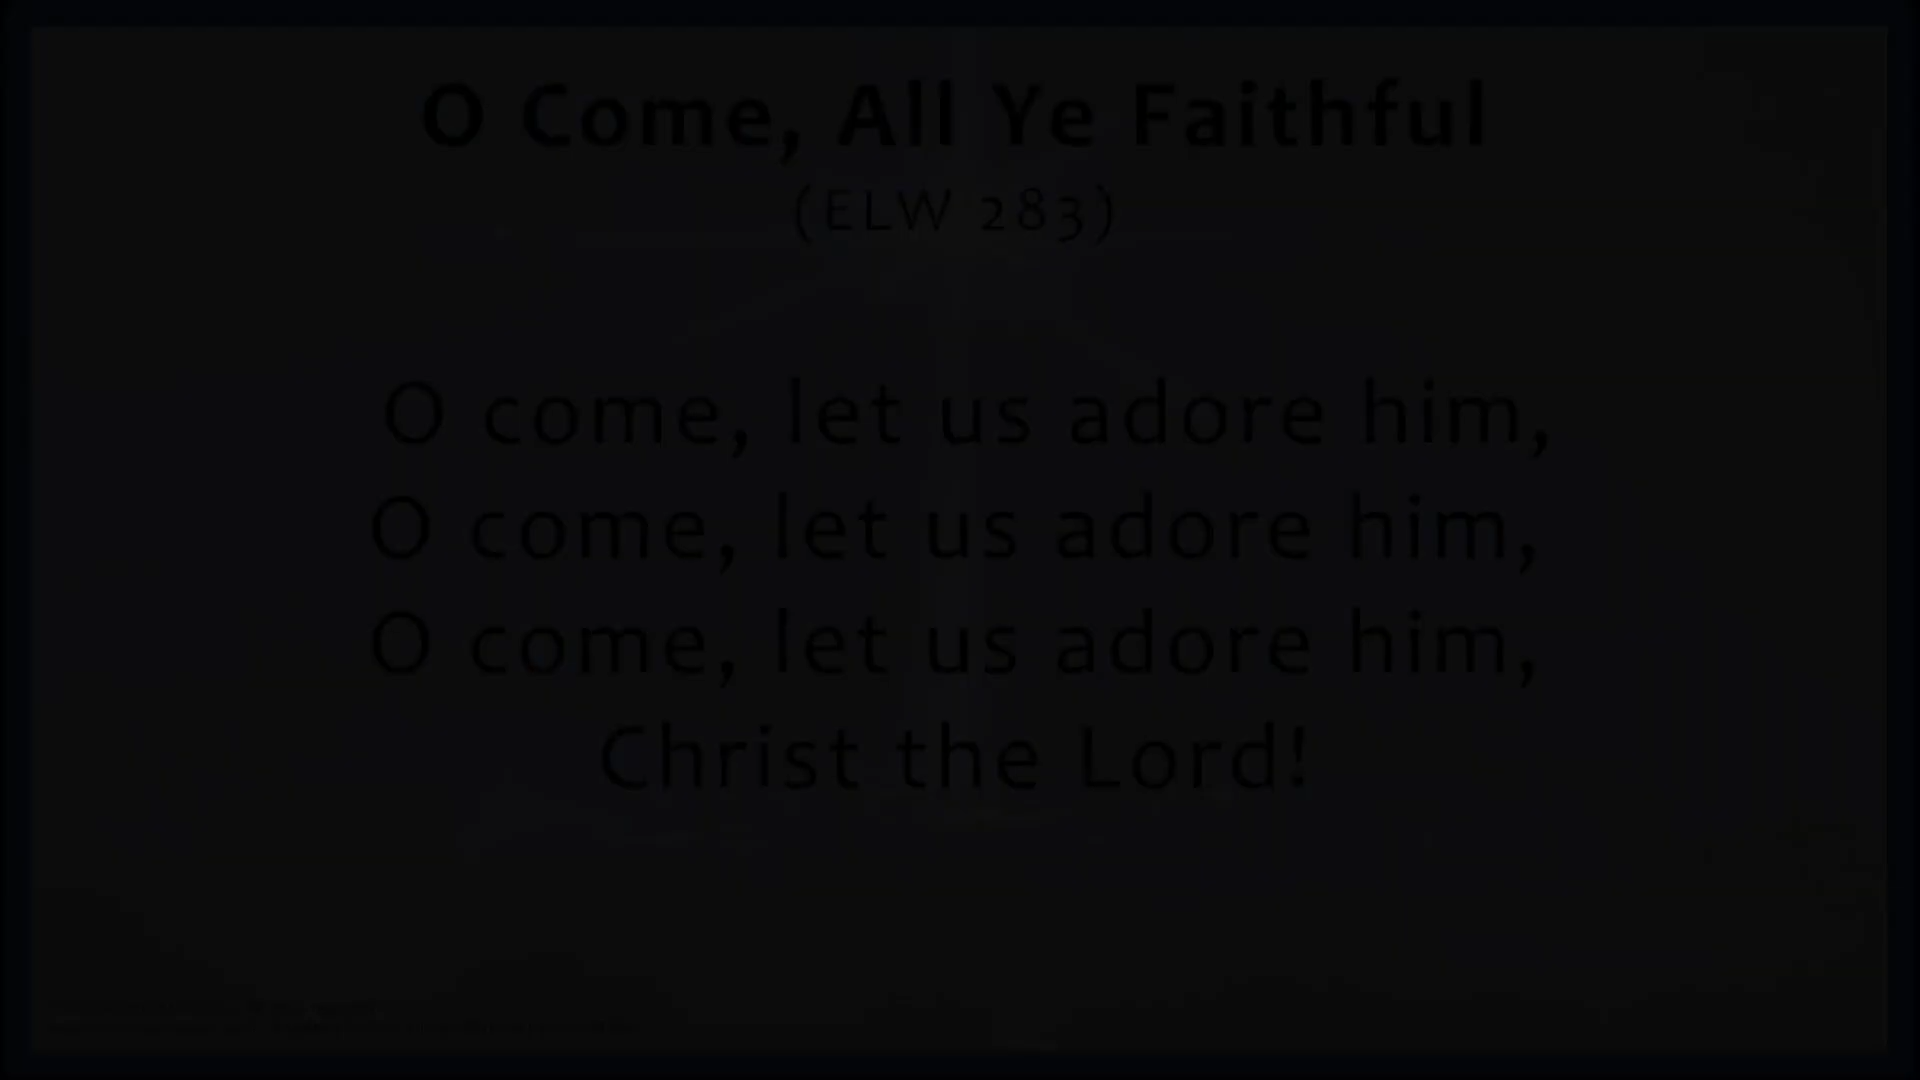 O Come, All Ye Faithful
(ELW 283)
O come, let us adore him,
O come, let us adore him,
O come, let us adore him,
Christ the Lord!